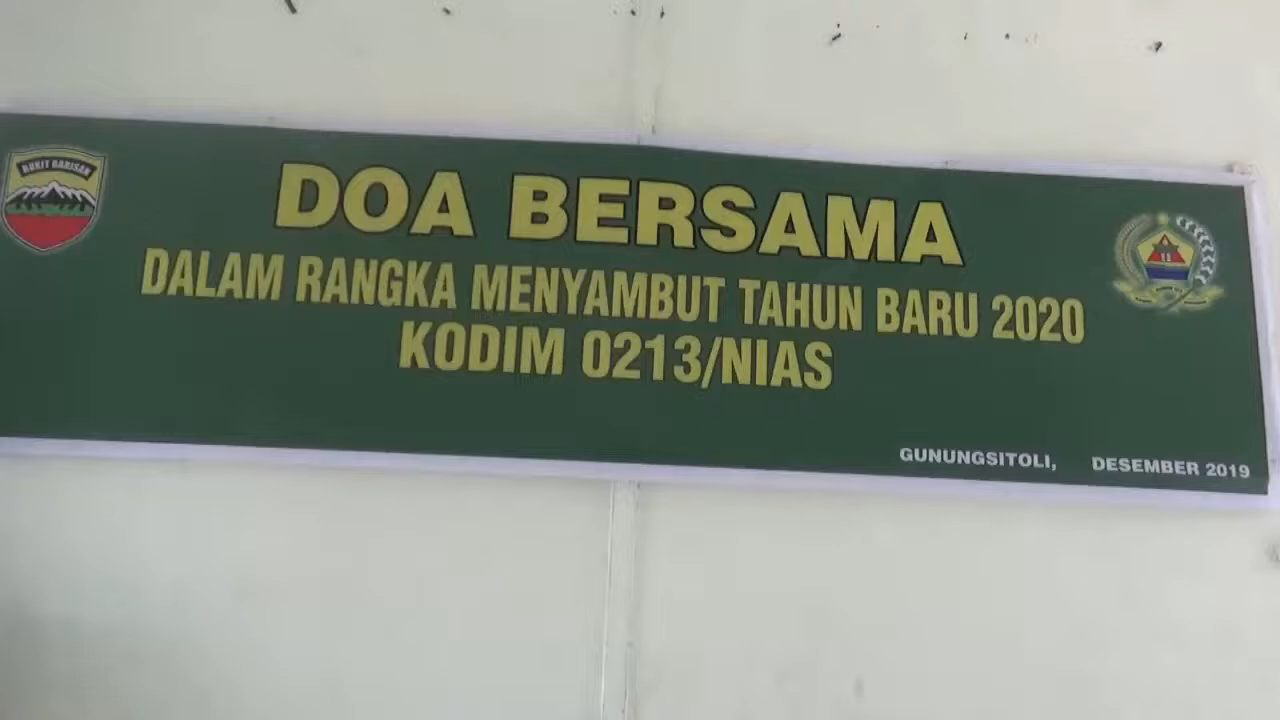 BUKIT BARISAN
DOA BERSAMA
DALAM RANGKA MENYAMBUT TAHUN BARU 2020
KODIM 0213/NIAS
GUNUNGSITOLI, DESEMBER 2019